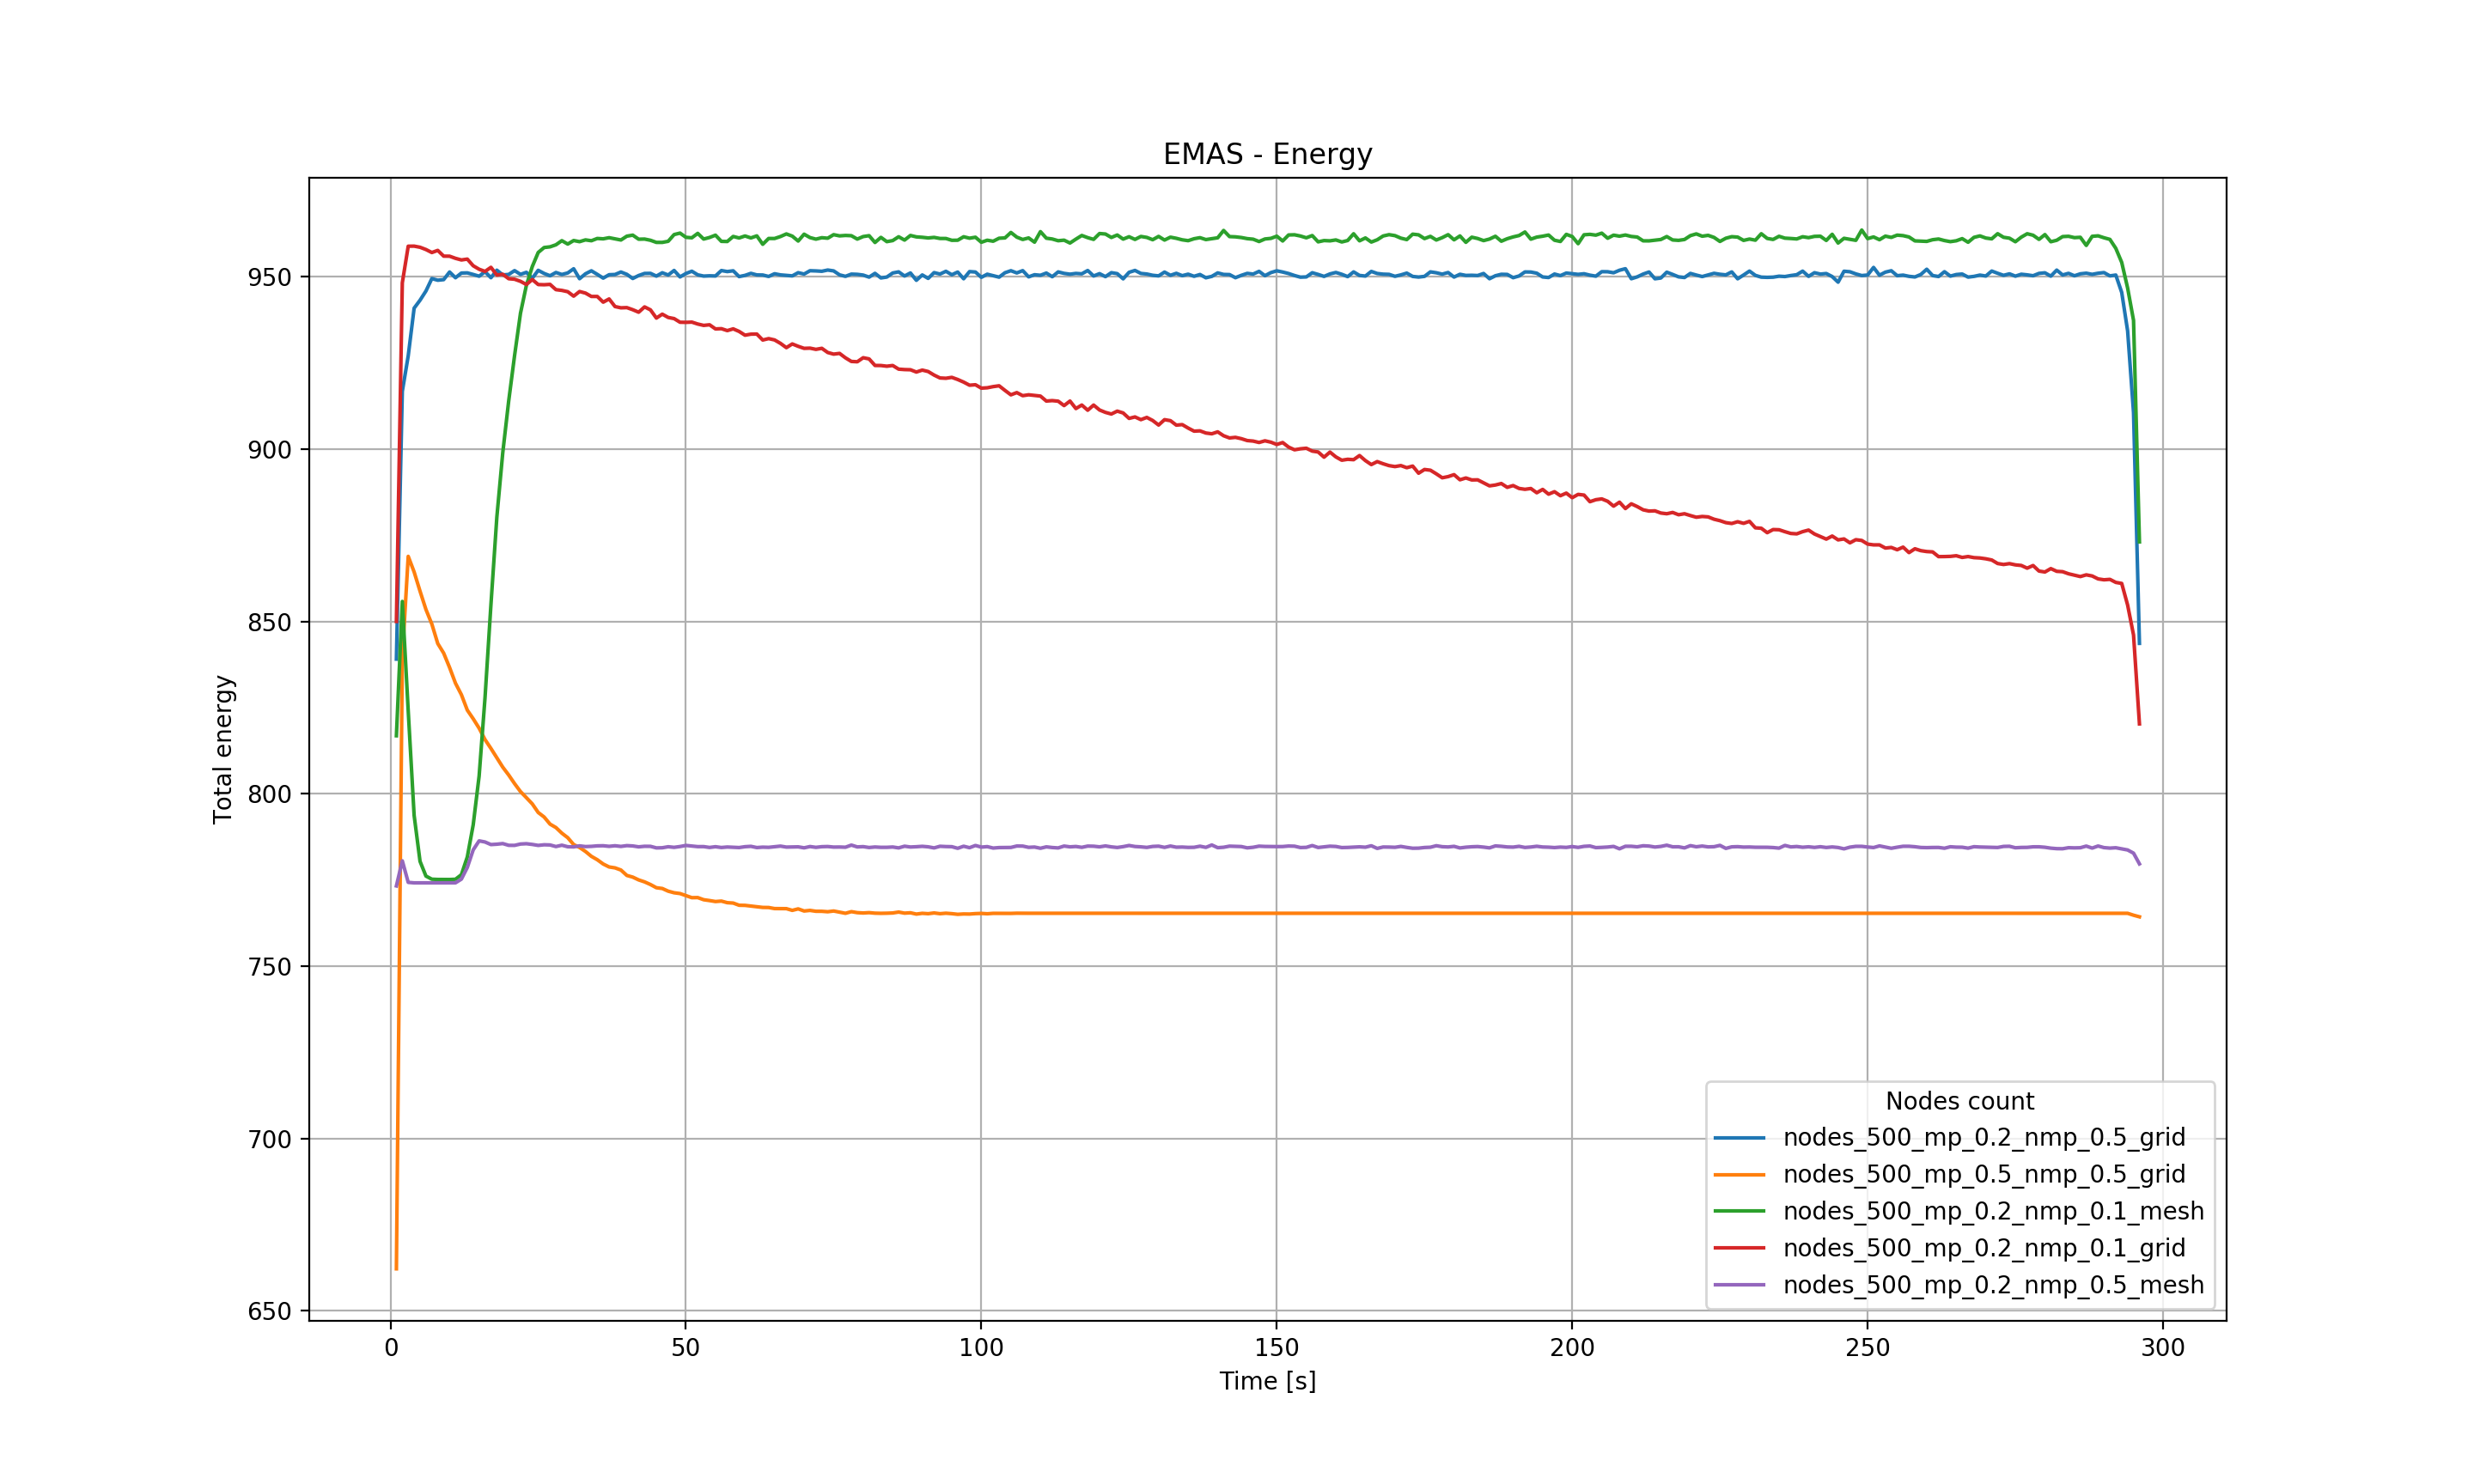 EMAS - Energy
Total energy
950
900
850
800
750
700
650
0 50 100 150 200 250 300
Time [s]
Nodes count
nodes_500_mp_0.2_nmp_0.5_grid
nodes_500_mp_0.5_nmp_0.5_grid
nodes_500_mp_0.2_nmp_0.1_mesh
nodes_500_mp_0.2_nmp_0.1_grid
nodes_500_mp_0.2_nmp_0.5_mesh